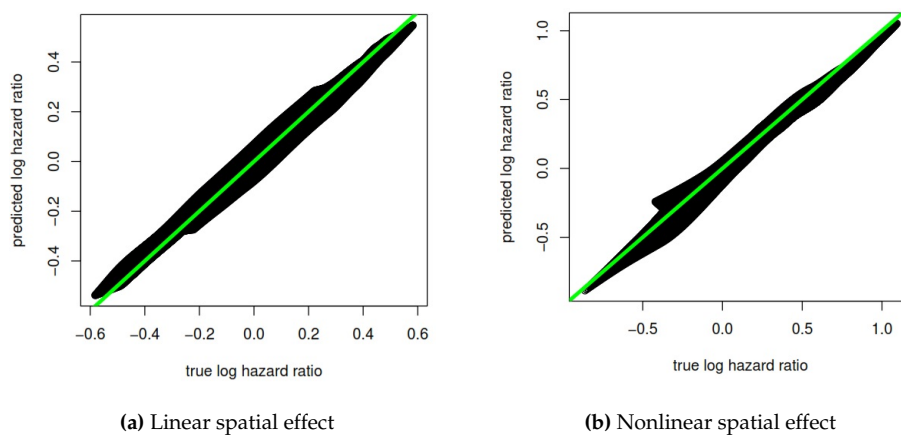 predicted log hazard ratio
0.4
0.2
0.0
−0.2
−0.4
−0.6 −0.4 −0.2 0.0 0.2 0.4 0.6
true log hazard ratio
(a) Linear spatial effect
predicted log hazard ratio
1.0
0.5
0.0
−0.5
−0.5 0.0 0.5 1.0
true log hazard ratio
(b) Nonlinear spatial effect